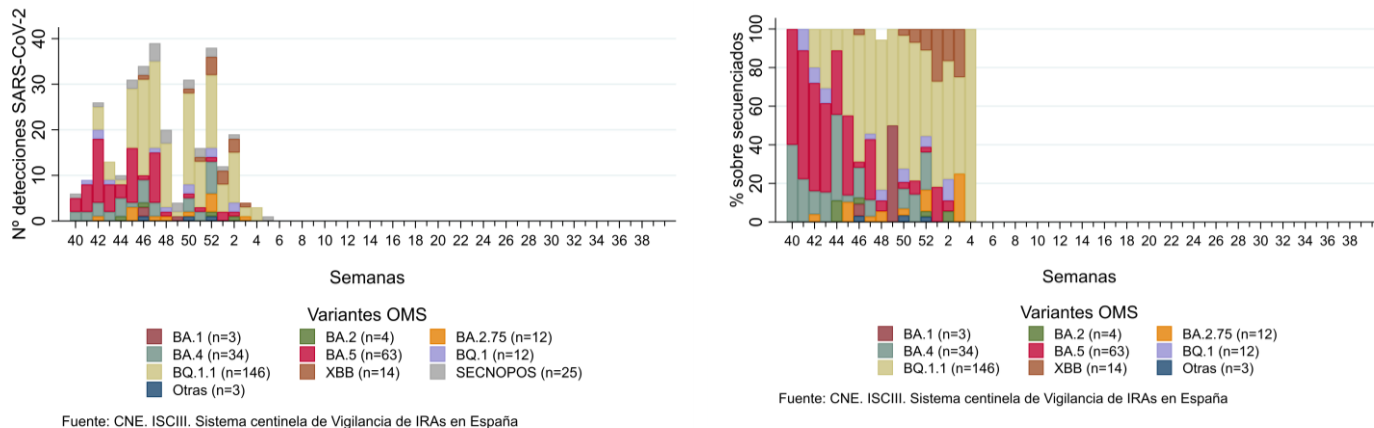 Nº detecciones SARS-CoV-2
40
30
20
10
0
40 42 44 46 48 50 52 2 4 6 8 10 12 14 16 18 20 22 24 26 28 30 32 34 36 38
Semanas
Variantes OMS
BA.1 (n=3) BA.2 (n=4) BA.2.75 (n=12)
BA.4 (n=34) BA.5 (n=63) BQ.1 (n=12)
BQ.1.1 (n=146) XBB (n=14) SECNOPOS (n=25)
Otras (n=3)
Fuente: CNE. ISCIII. Sistema centinela de Vigilancia de IRAs en España
% sobre secuenciados
100
80
60
40
20
0
40 42 44 46 48 50 52 2 4 6 8 10 12 14 16 18 20 22 24 26 28 30 32 34 36 38
Semanas
Variantes OMS
BA.1 (n=3) BA.2 (n=4) BA.2.75 (n=12)
BA.4 (n=34) BA.5 (n=63) BQ.1 (n=12)
BQ.1.1 (n=146) XBB (n=14) Otras (n=3)
Fuente: CNE. ISCIII. Sistema centinela de Vigilancia de IRAs en España